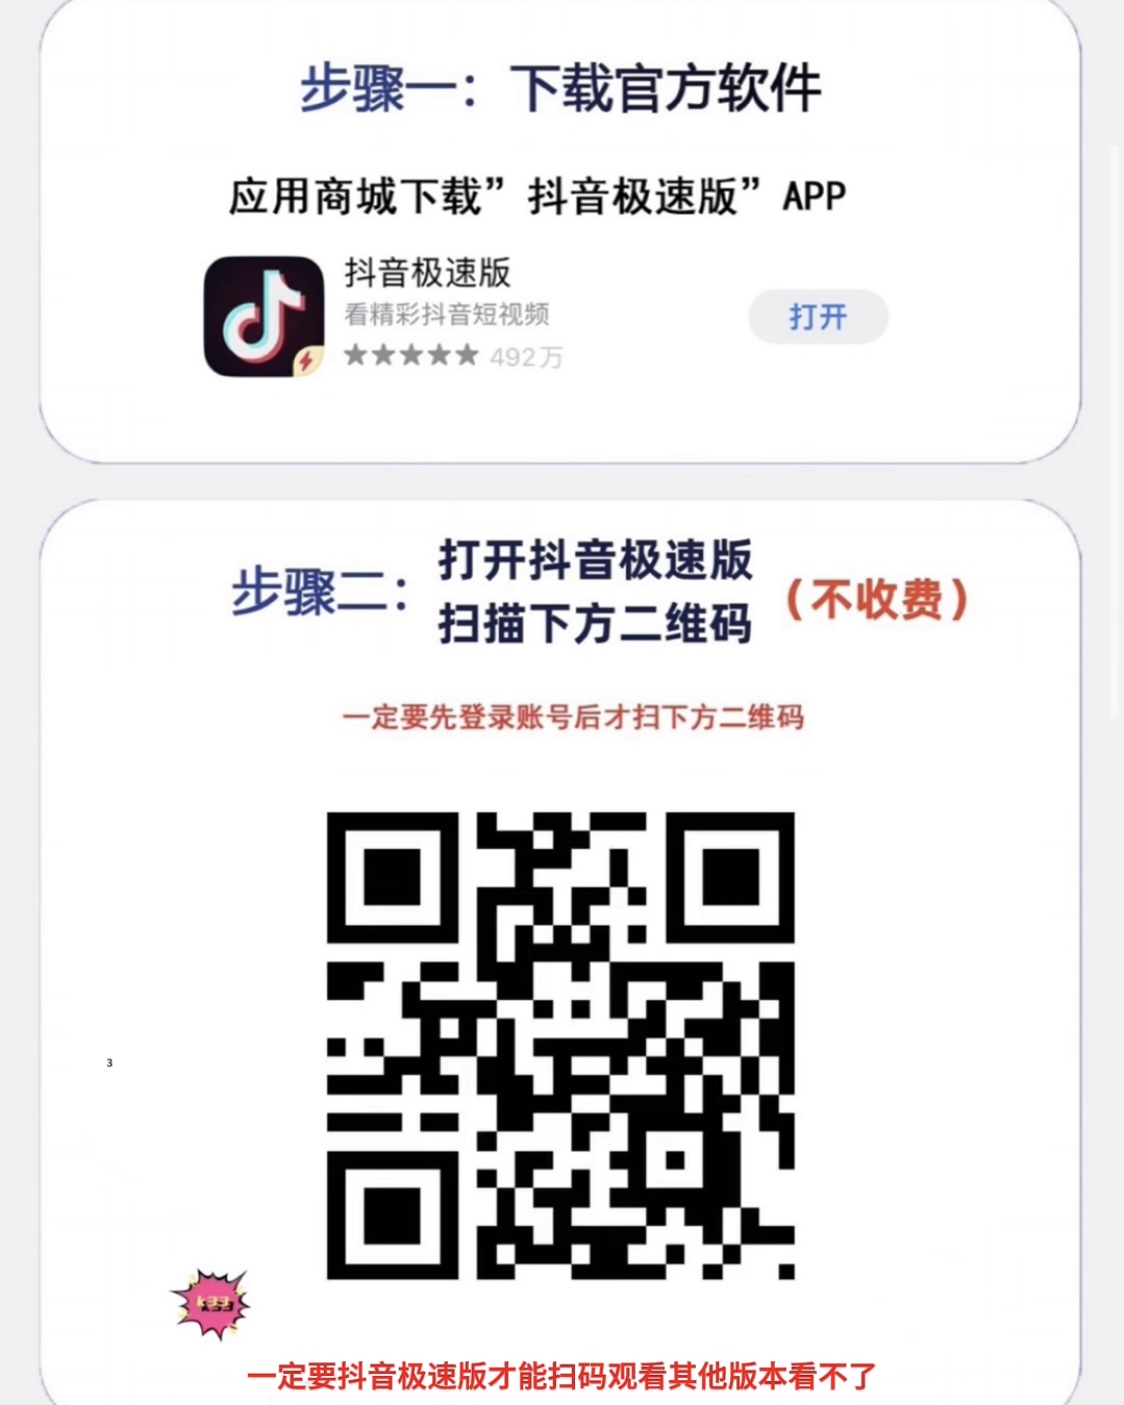 步骤一：下载官方软件
应用商城下载”抖音极速版”APP
抖音极速版
看精彩抖音短视频
★★★★★ 492万
打开
步骤二：
打开抖音极速版
扫描下方二维码
（不收费）
一定要先登录账号后才扫下方二维码
3
k33
一定要抖音极速版才能扫码观看其他版本看不了